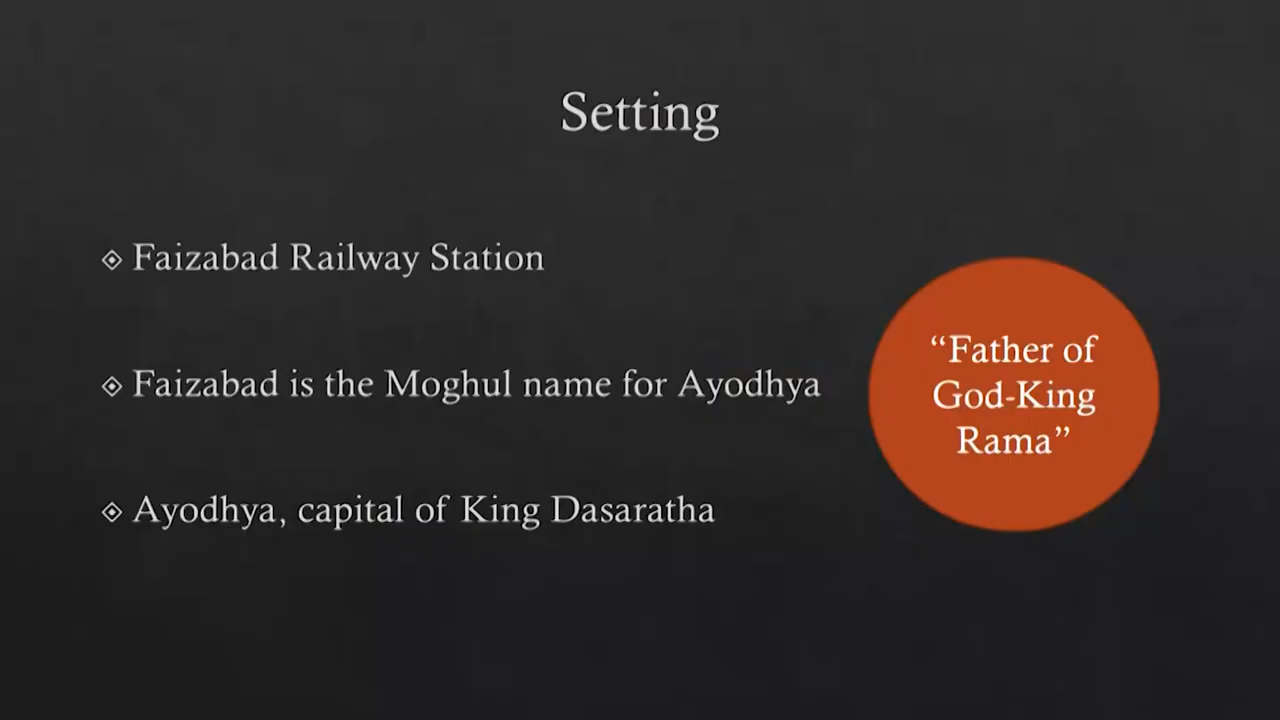 Setting
Faizabad Railway Station
Faizabad is the Moghul name for Ayodhya
Ayodhya, capital of King Dasaratha
“Father of
God-King
Rama”